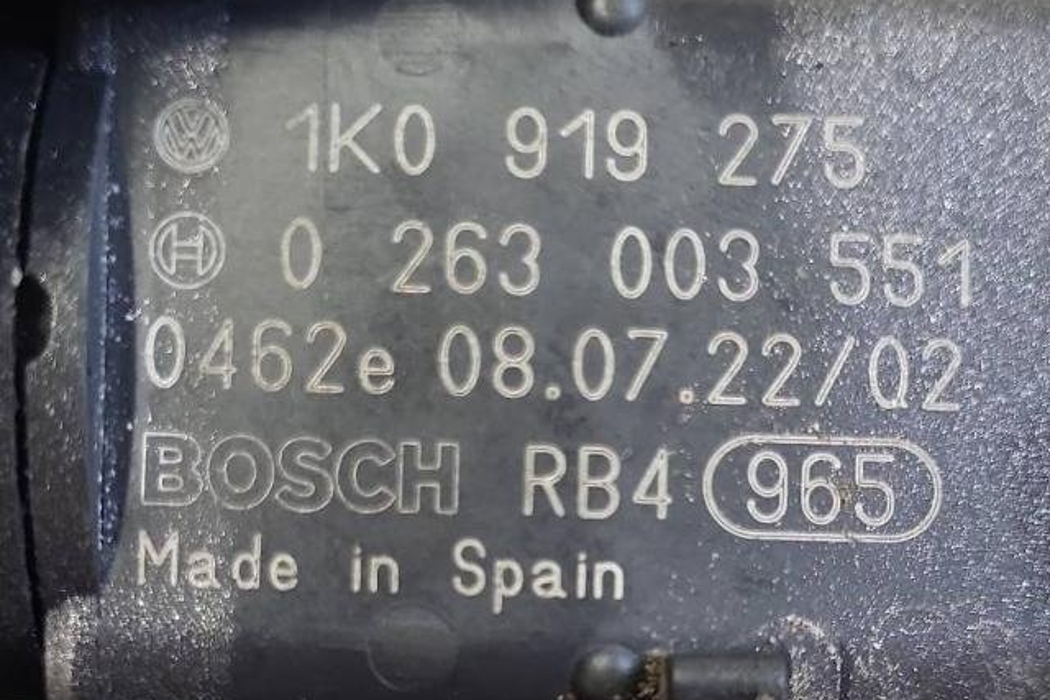 1K0 919 275
0 263 003 551
0462e 08.07.22/02
BOSCH RB4 965
Made in Spain